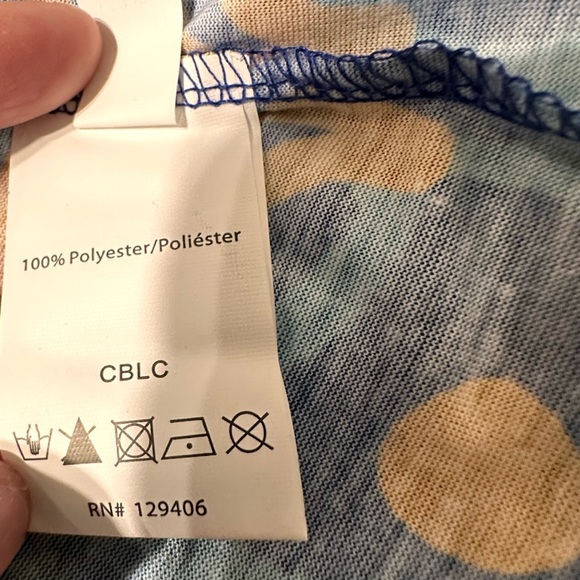 100% Polyester/Poliéster
CBLC
RN# 129406